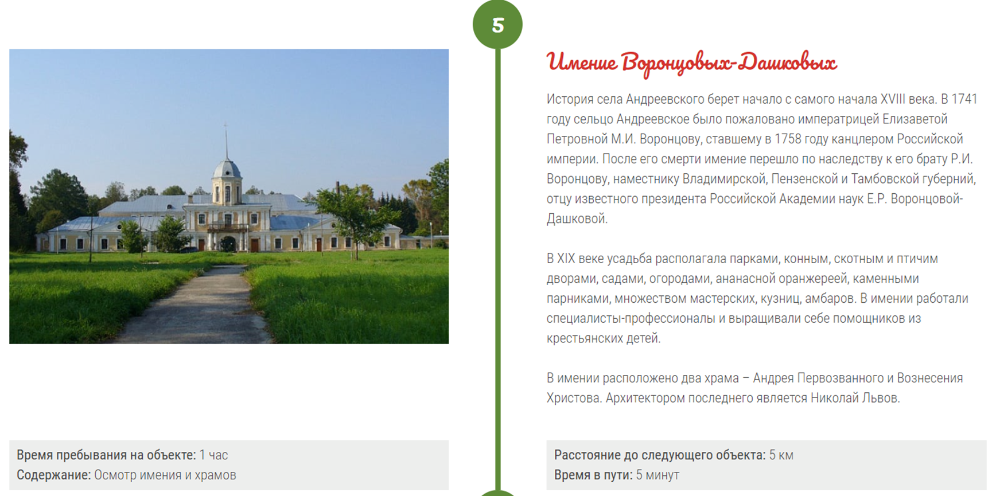 5
Имение Воронцовых-Дашковых
История села Андреевского берет начало с самого начала XVIII века. В 1741
году сельцо Андреевское было пожаловано императрицей Елизаветой
Петровной М.И. Воронцову, ставшему в 1758 году канцлером Российской
империи. После его смерти имение перешло по наследству к его брату Р.И.
Воронцову, наместнику Владимирской, Пензенской и Тамбовской губерний,
отцу известного президента Российской Академии наук Е.Р. Воронцовой-
Дашковой.
В XIX веке усадьба располагала парками, конным, скотным и птичим
дворами, садами, огородами, ананасной оранжереей, каменными
парниками, множеством мастерских, кузниц, амбаров. В имении работали
специалисты-профессионалы и выращивали себе помощников из
крестьянских детей.
В имении расположено два храма – Андрея Первозванного и Вознесения
Христова. Архитектором последнего является Николай Львов.
Время пребывания на объекте: 1 час
Содержание: Осмотр имения и храмов
Расстояние до следующего объекта: 5 км
Время в пути: 5 минут